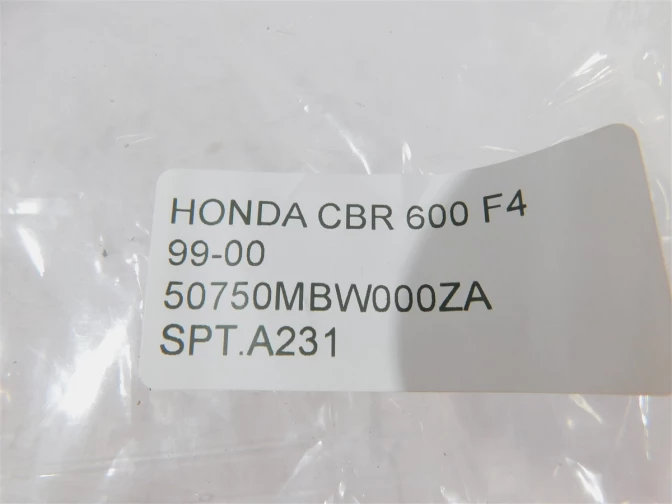 HONDA CBR 600 F4
99-00
50750MBW000ZA
SPT.A231